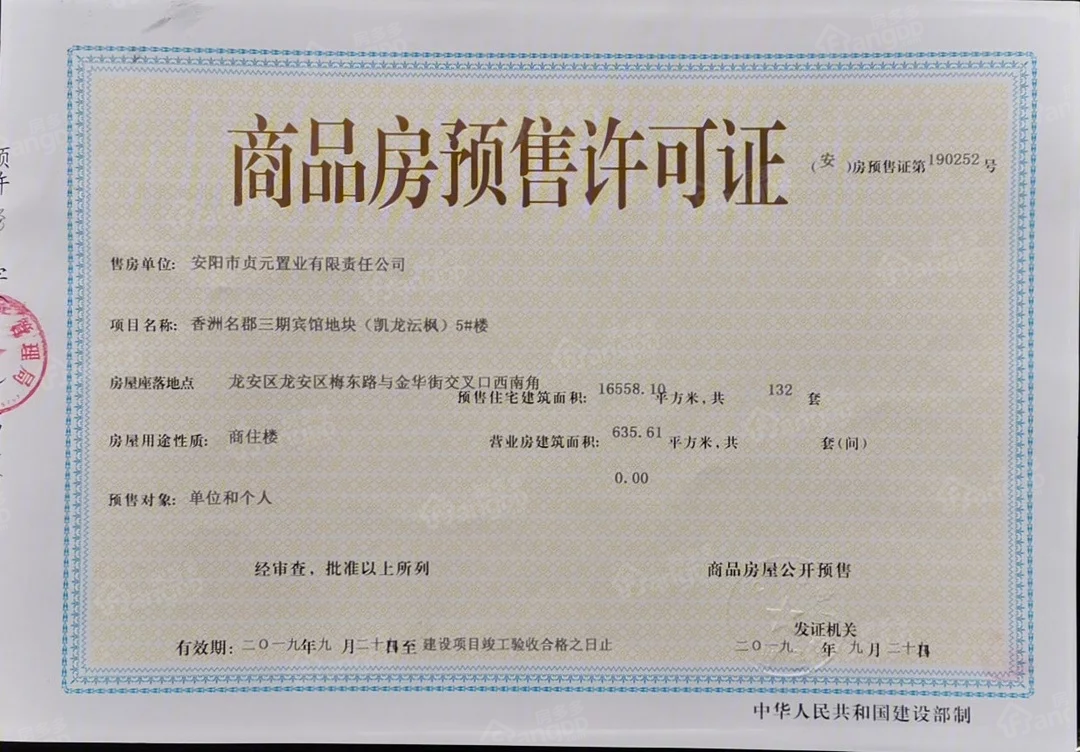 商品房预售许可证
（安）房预售证第190252号
售房单位：安阳市贞元置业有限责任公司
项目名称：香洲名郡三期宾馆地块（凯龙沄枫）5#楼
房屋座落地点 龙安区龙安区梅东路与金华街交叉口西南角
预售住宅建筑面积：16558.10平方米，共 132 套
房屋用途性质：商住楼
营业房建筑面积：635.61平方米，共 套（间）
0.00
预售对象：单位和个人
经审查，批准以上所列 商品房屋公开预售
发证机关
有效期：二〇一九年九月二十日至 建设项目竣工验收合格之日止
二〇一九年九月二十日
中华人民共和国建设部制
管理局